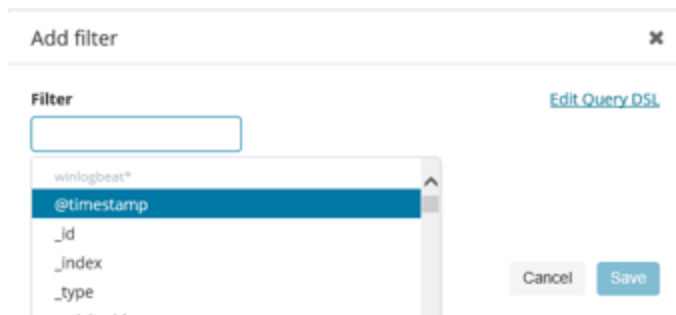 Add filter
Filter
Edit Query DSL
winlogbeat*
@timestamp
_id
_index
_type
Cancel
Save